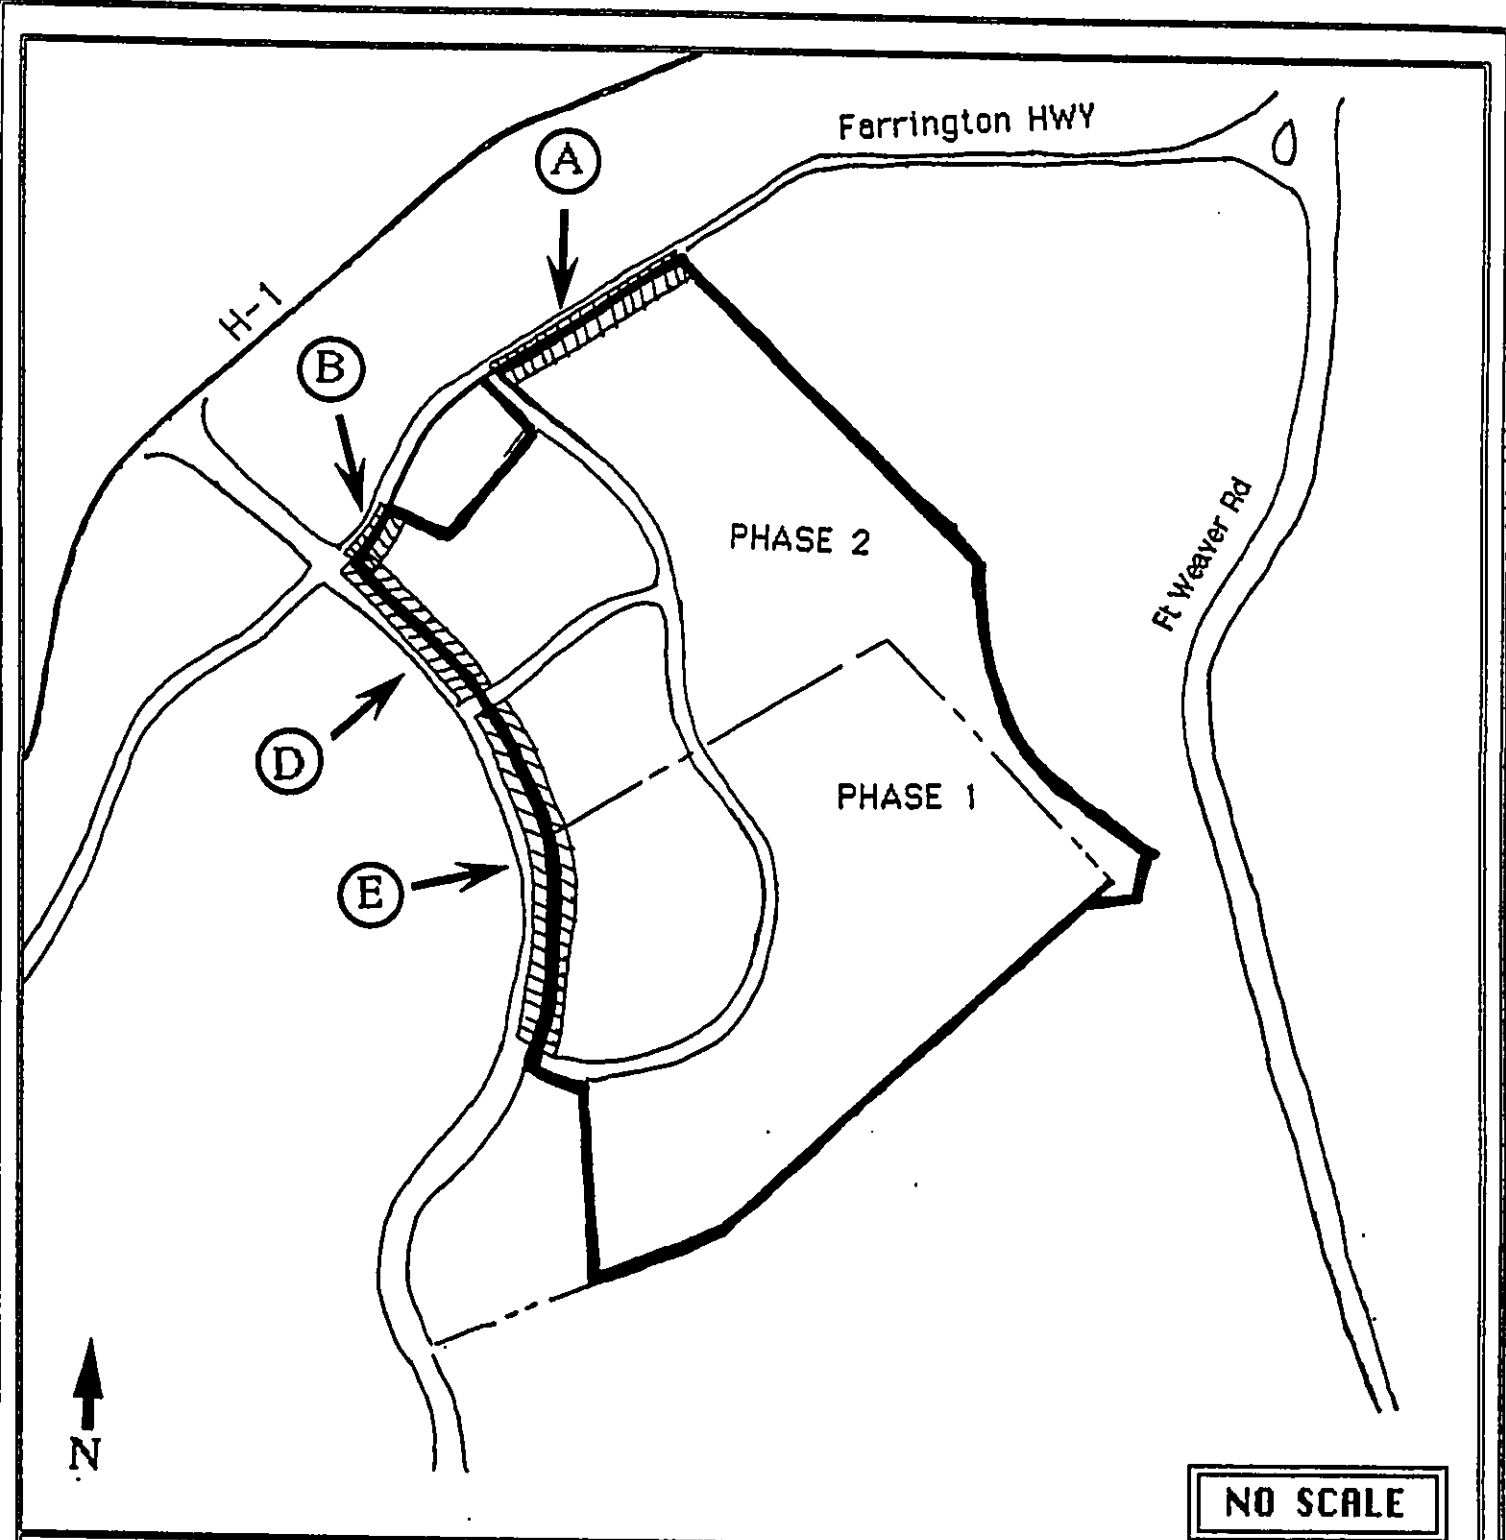 Farrington HWY
A
H-1
B
PHASE 2
Ft Weaver Rd
D
PHASE 1
E
N
NO SCALE